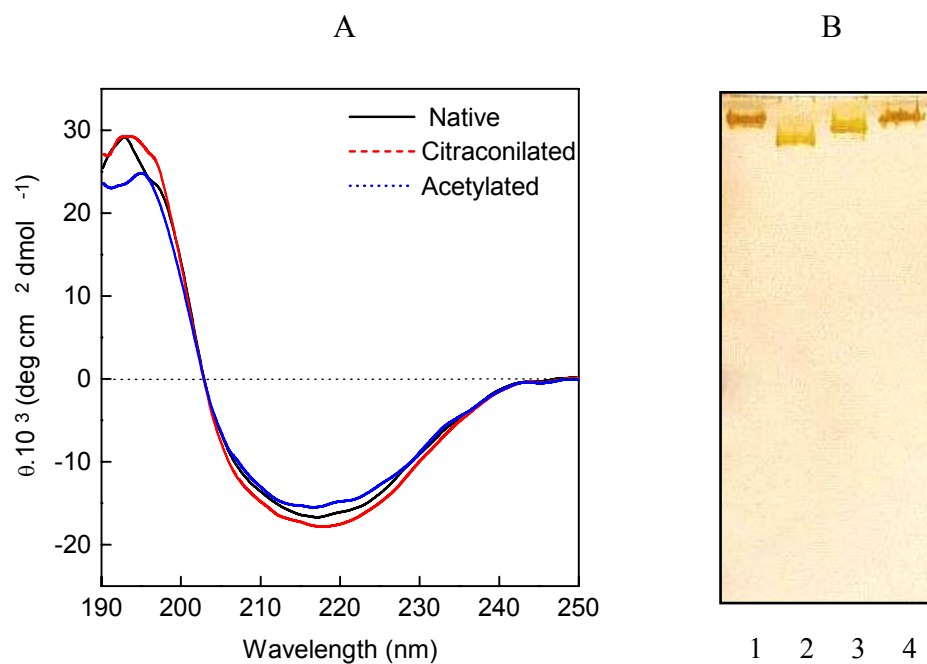 A
B
Native
Citraconilated
Acetylated
30
20
10
0
-10
-20
θ.10 3 (deg cm 2 dmol -1)
190 200 210 220 230 240 250
Wavelength (nm)
1 2 3 4